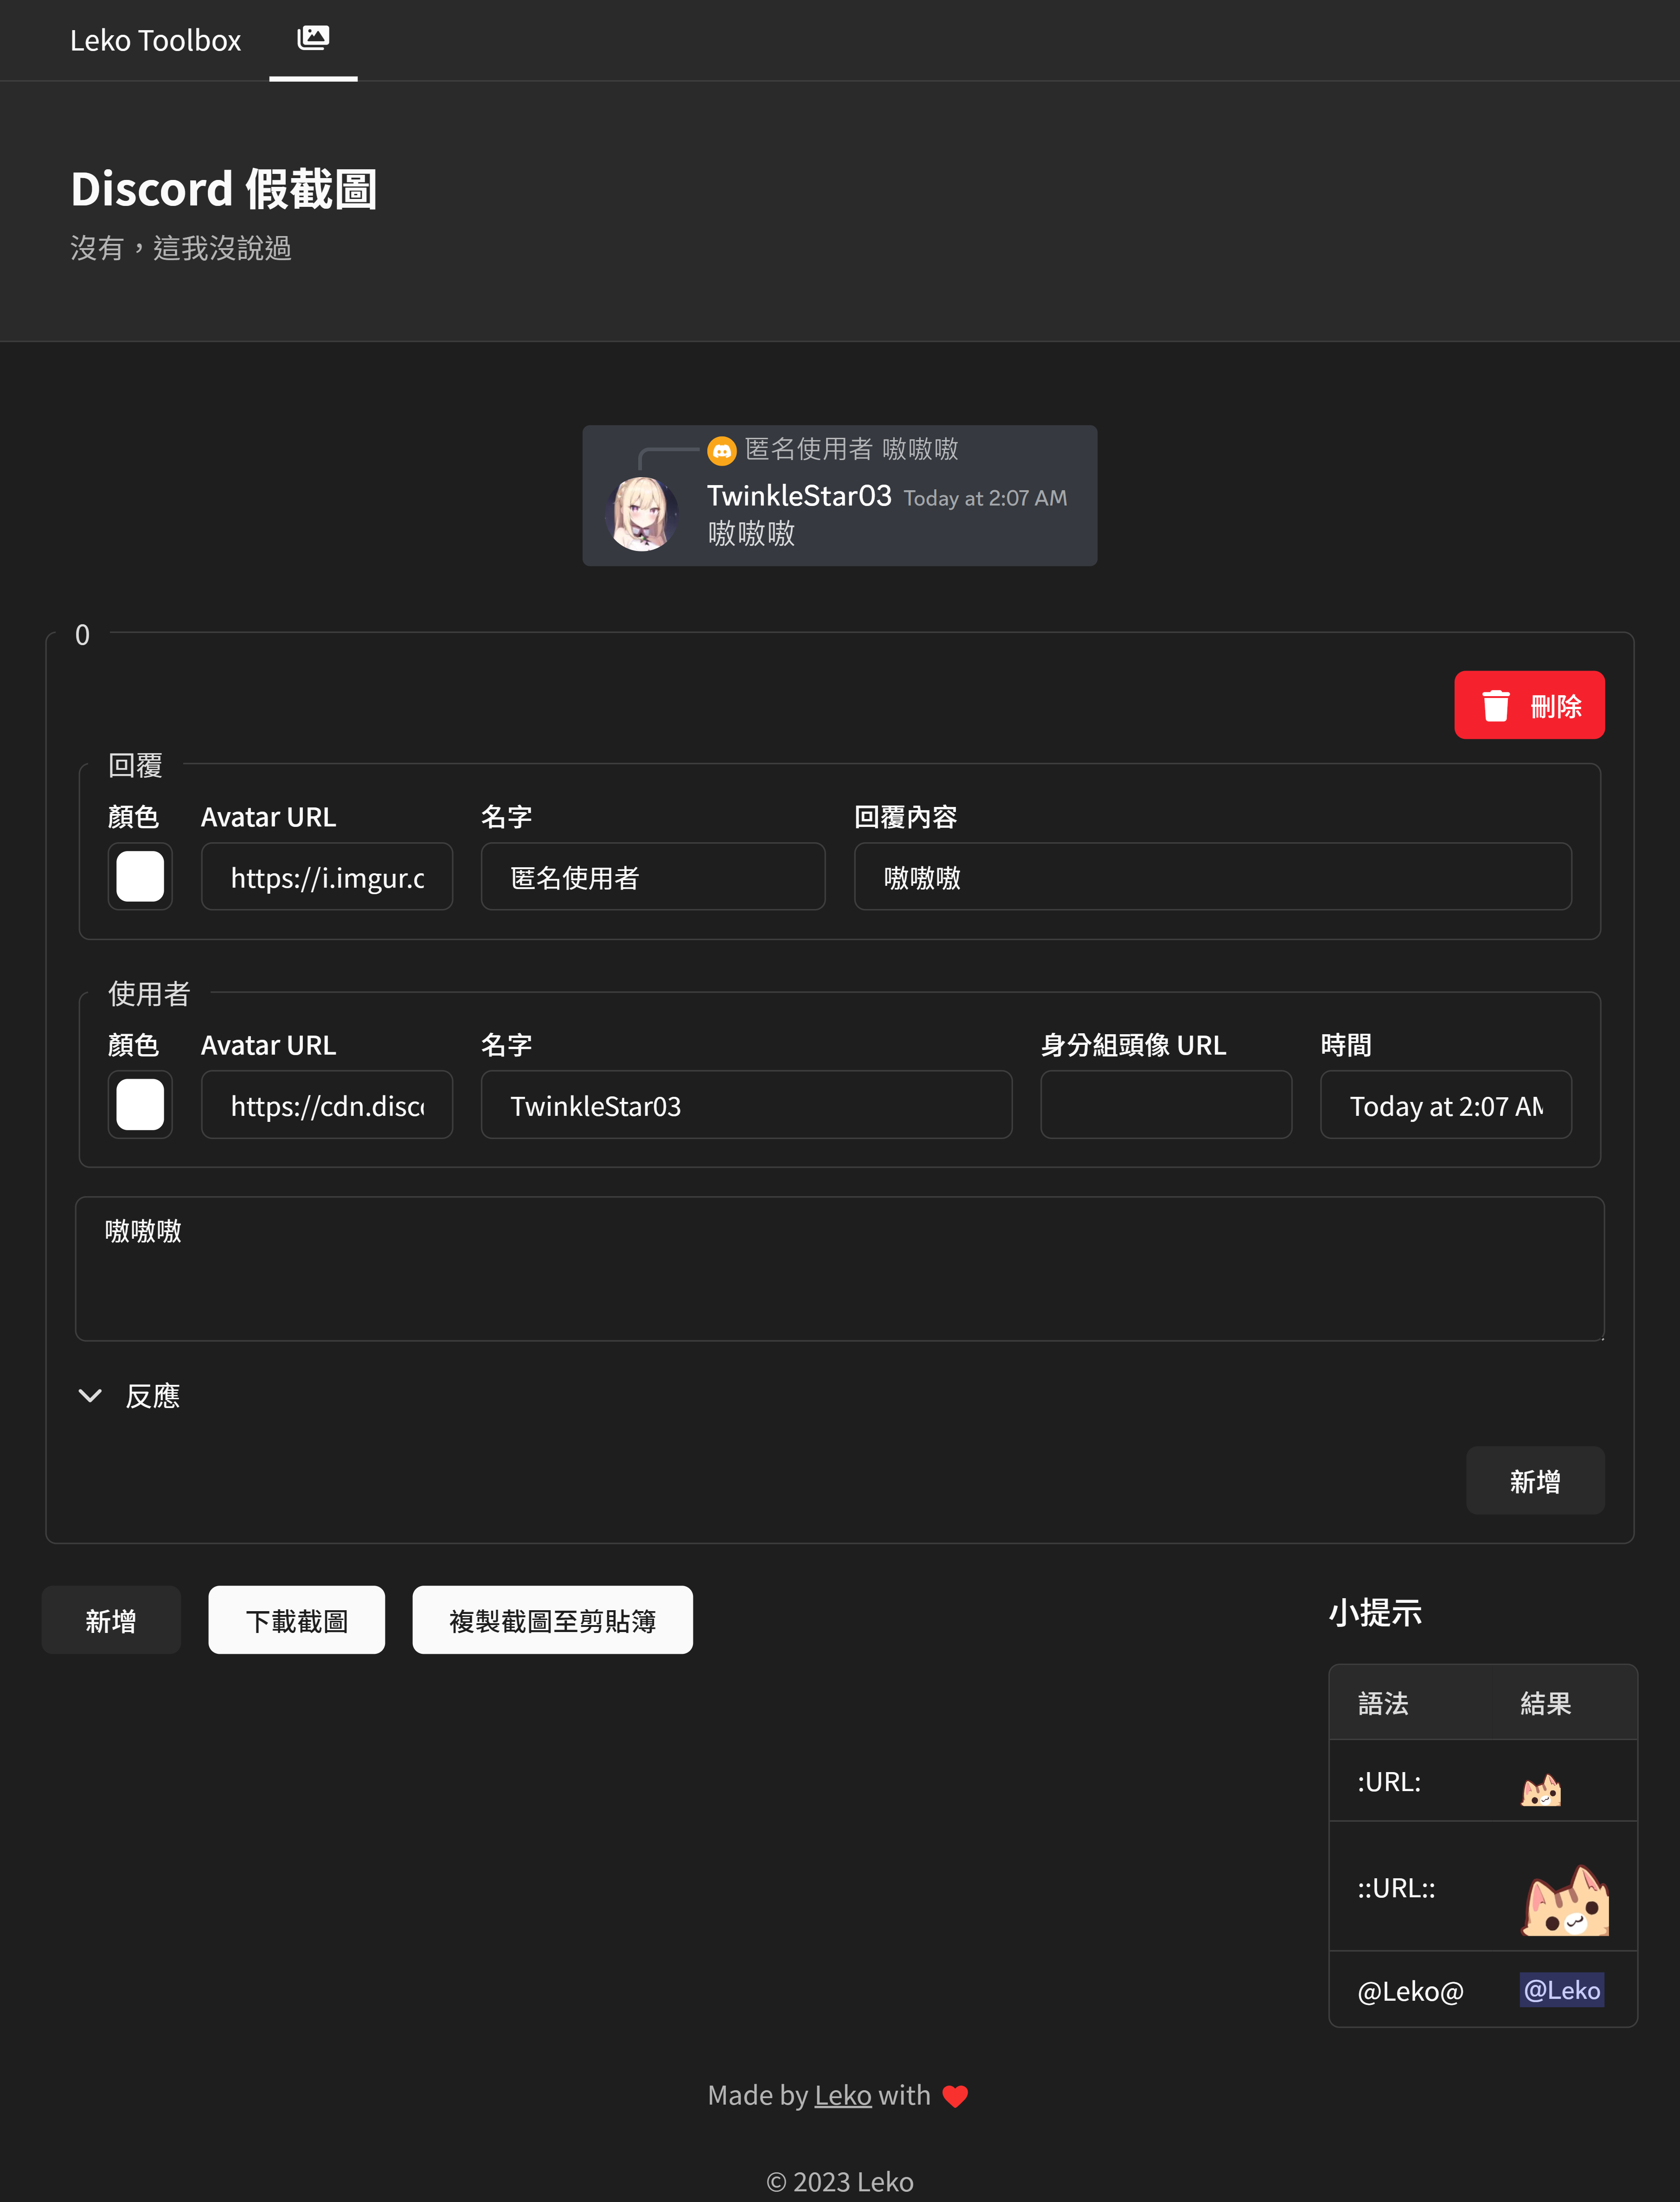 Leko Toolbox
Discord 假截圖
沒有，這我沒說過
匿名使用者 嗷嗷嗷
TwinkleStar03 Today at 2:07 AM
嗷嗷嗷
0
刪除
回覆
顏色 Avatar URL 名字 回覆內容
https://i.imgur.c 匿名使用者 嗷嗷嗷
使用者
顏色 Avatar URL 名字 身分組頭像 URL 時間
https://cdn.disc TwinkleStar03 Today at 2:07 AM
嗷嗷嗷
反應
新增
新增 下載截圖 複製截圖至剪貼簿
小提示
語法 結果
:URL:
::URL::
@Leko@ @Leko
Made by Leko with
© 2023 Leko